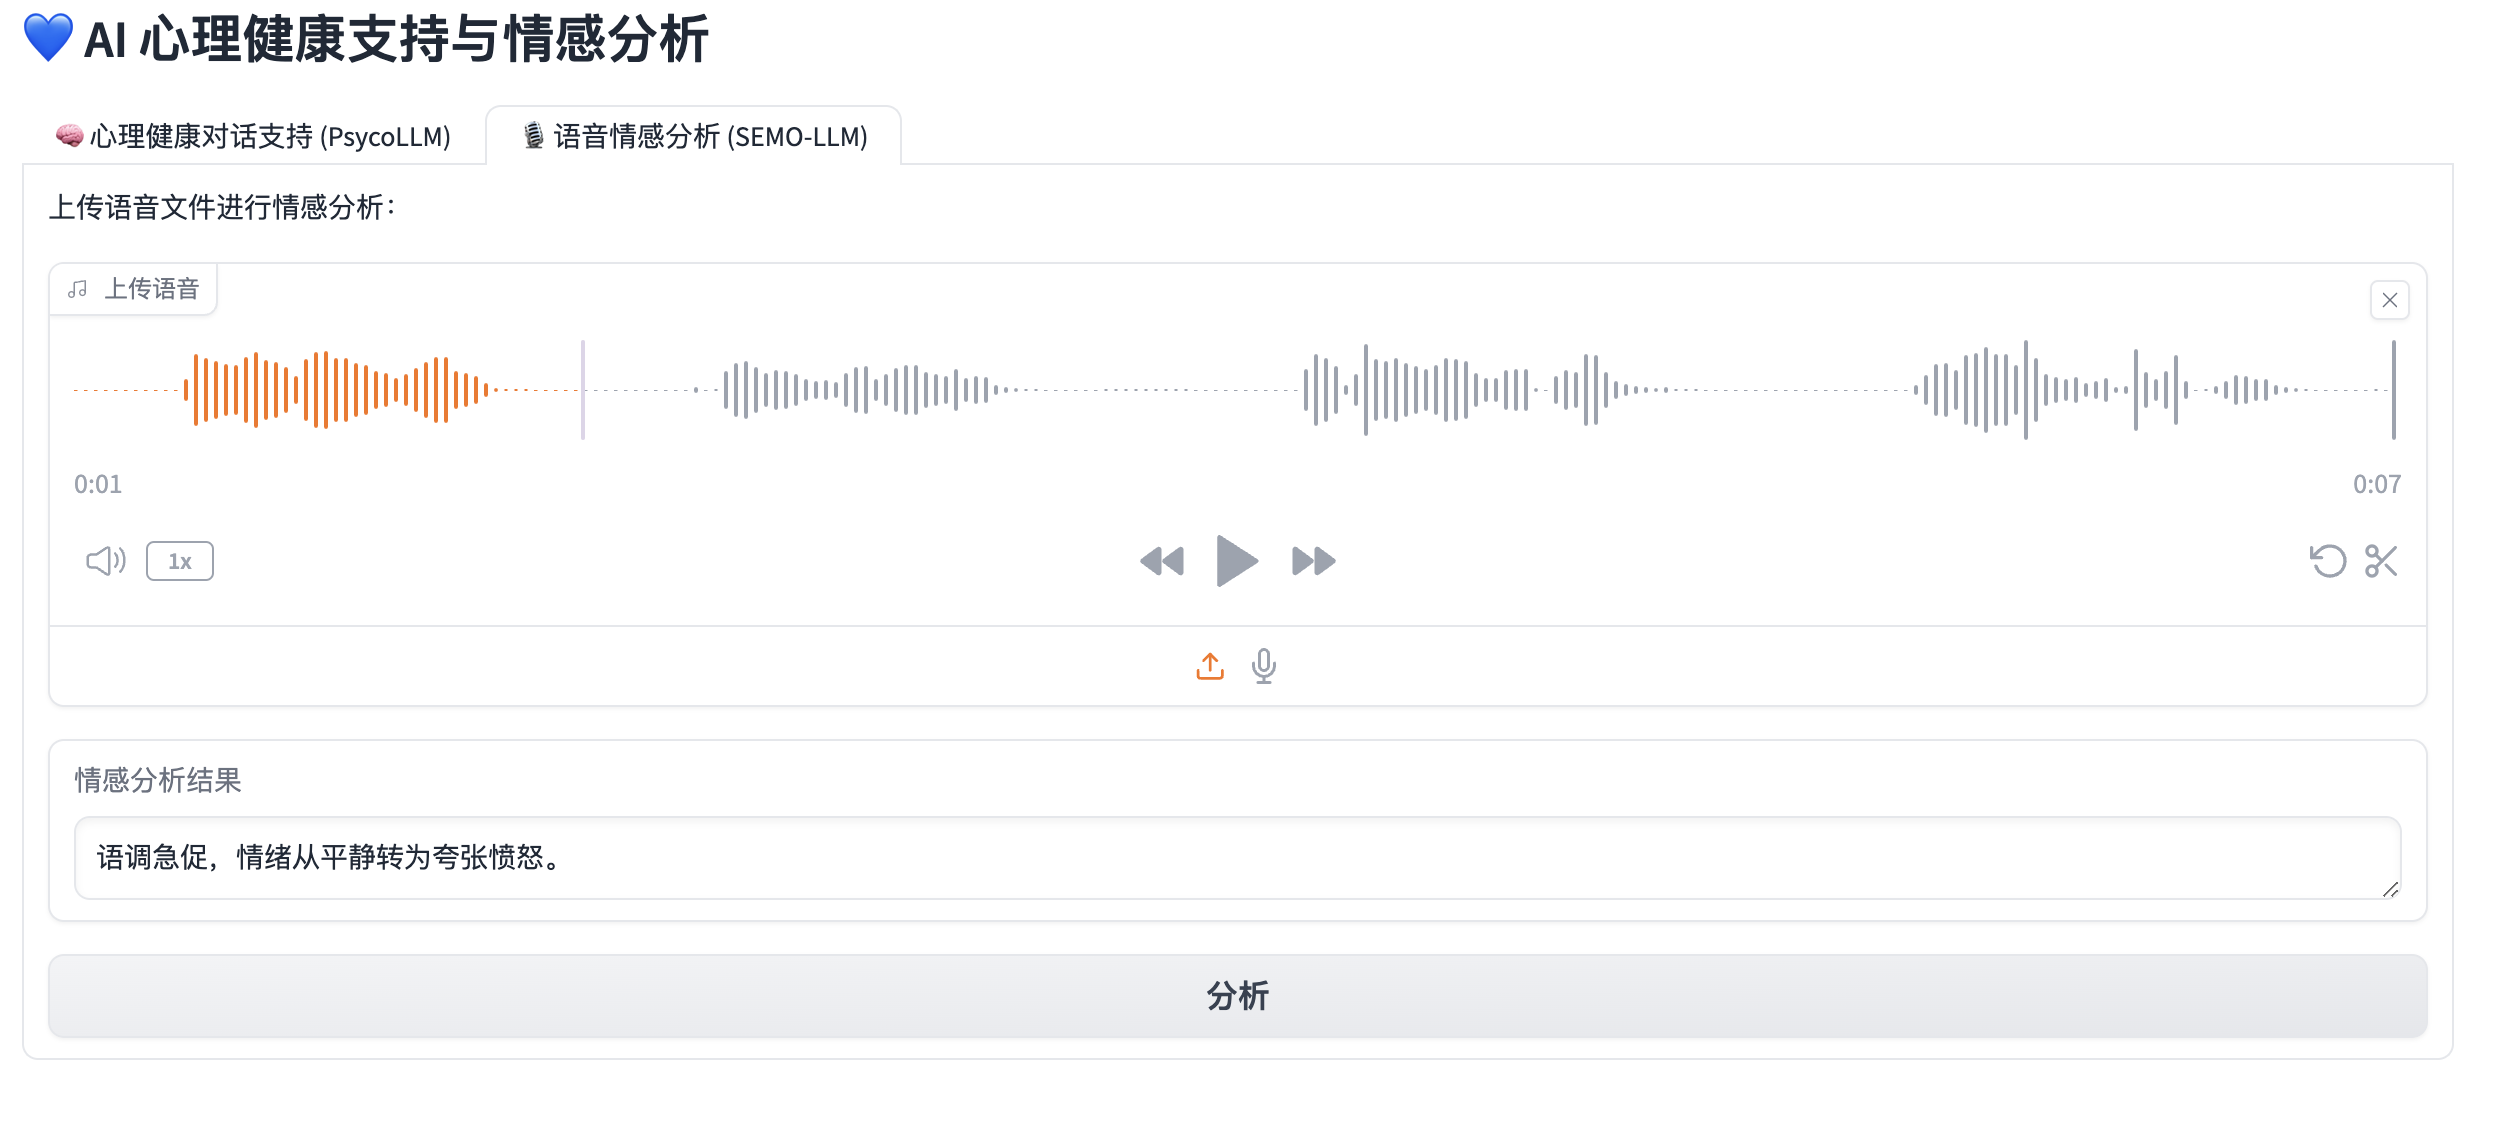 💙 AI 心理健康支持与情感分析
🧠 心理健康对话支持 (PsycoLLM)
🎙️ 语音情感分析 (SEMO-LLM)
上传语音文件进行情感分析：
上传语音
0:01
0:07
1x
情感分析结果
语调急促，情绪从平静转为夸张愤怒。
分析